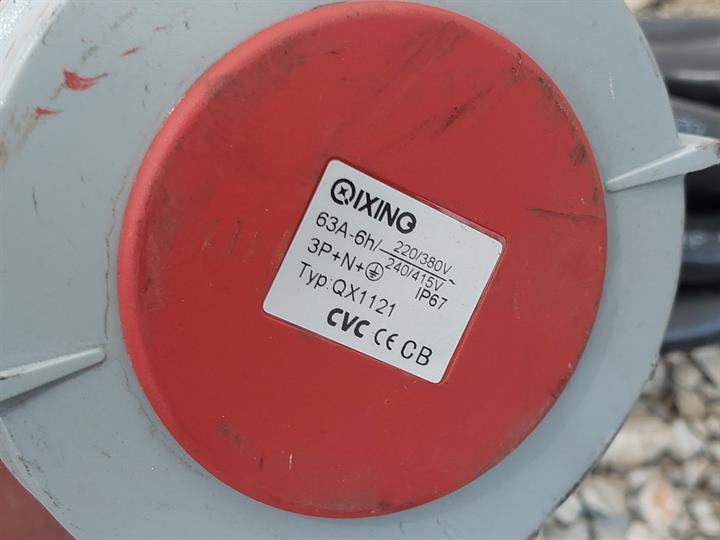 QIXING
63A-6h/ 220/380V~
240/415V
3P+N+⏚ IP67
Typ:QX1121
CVC CE CB